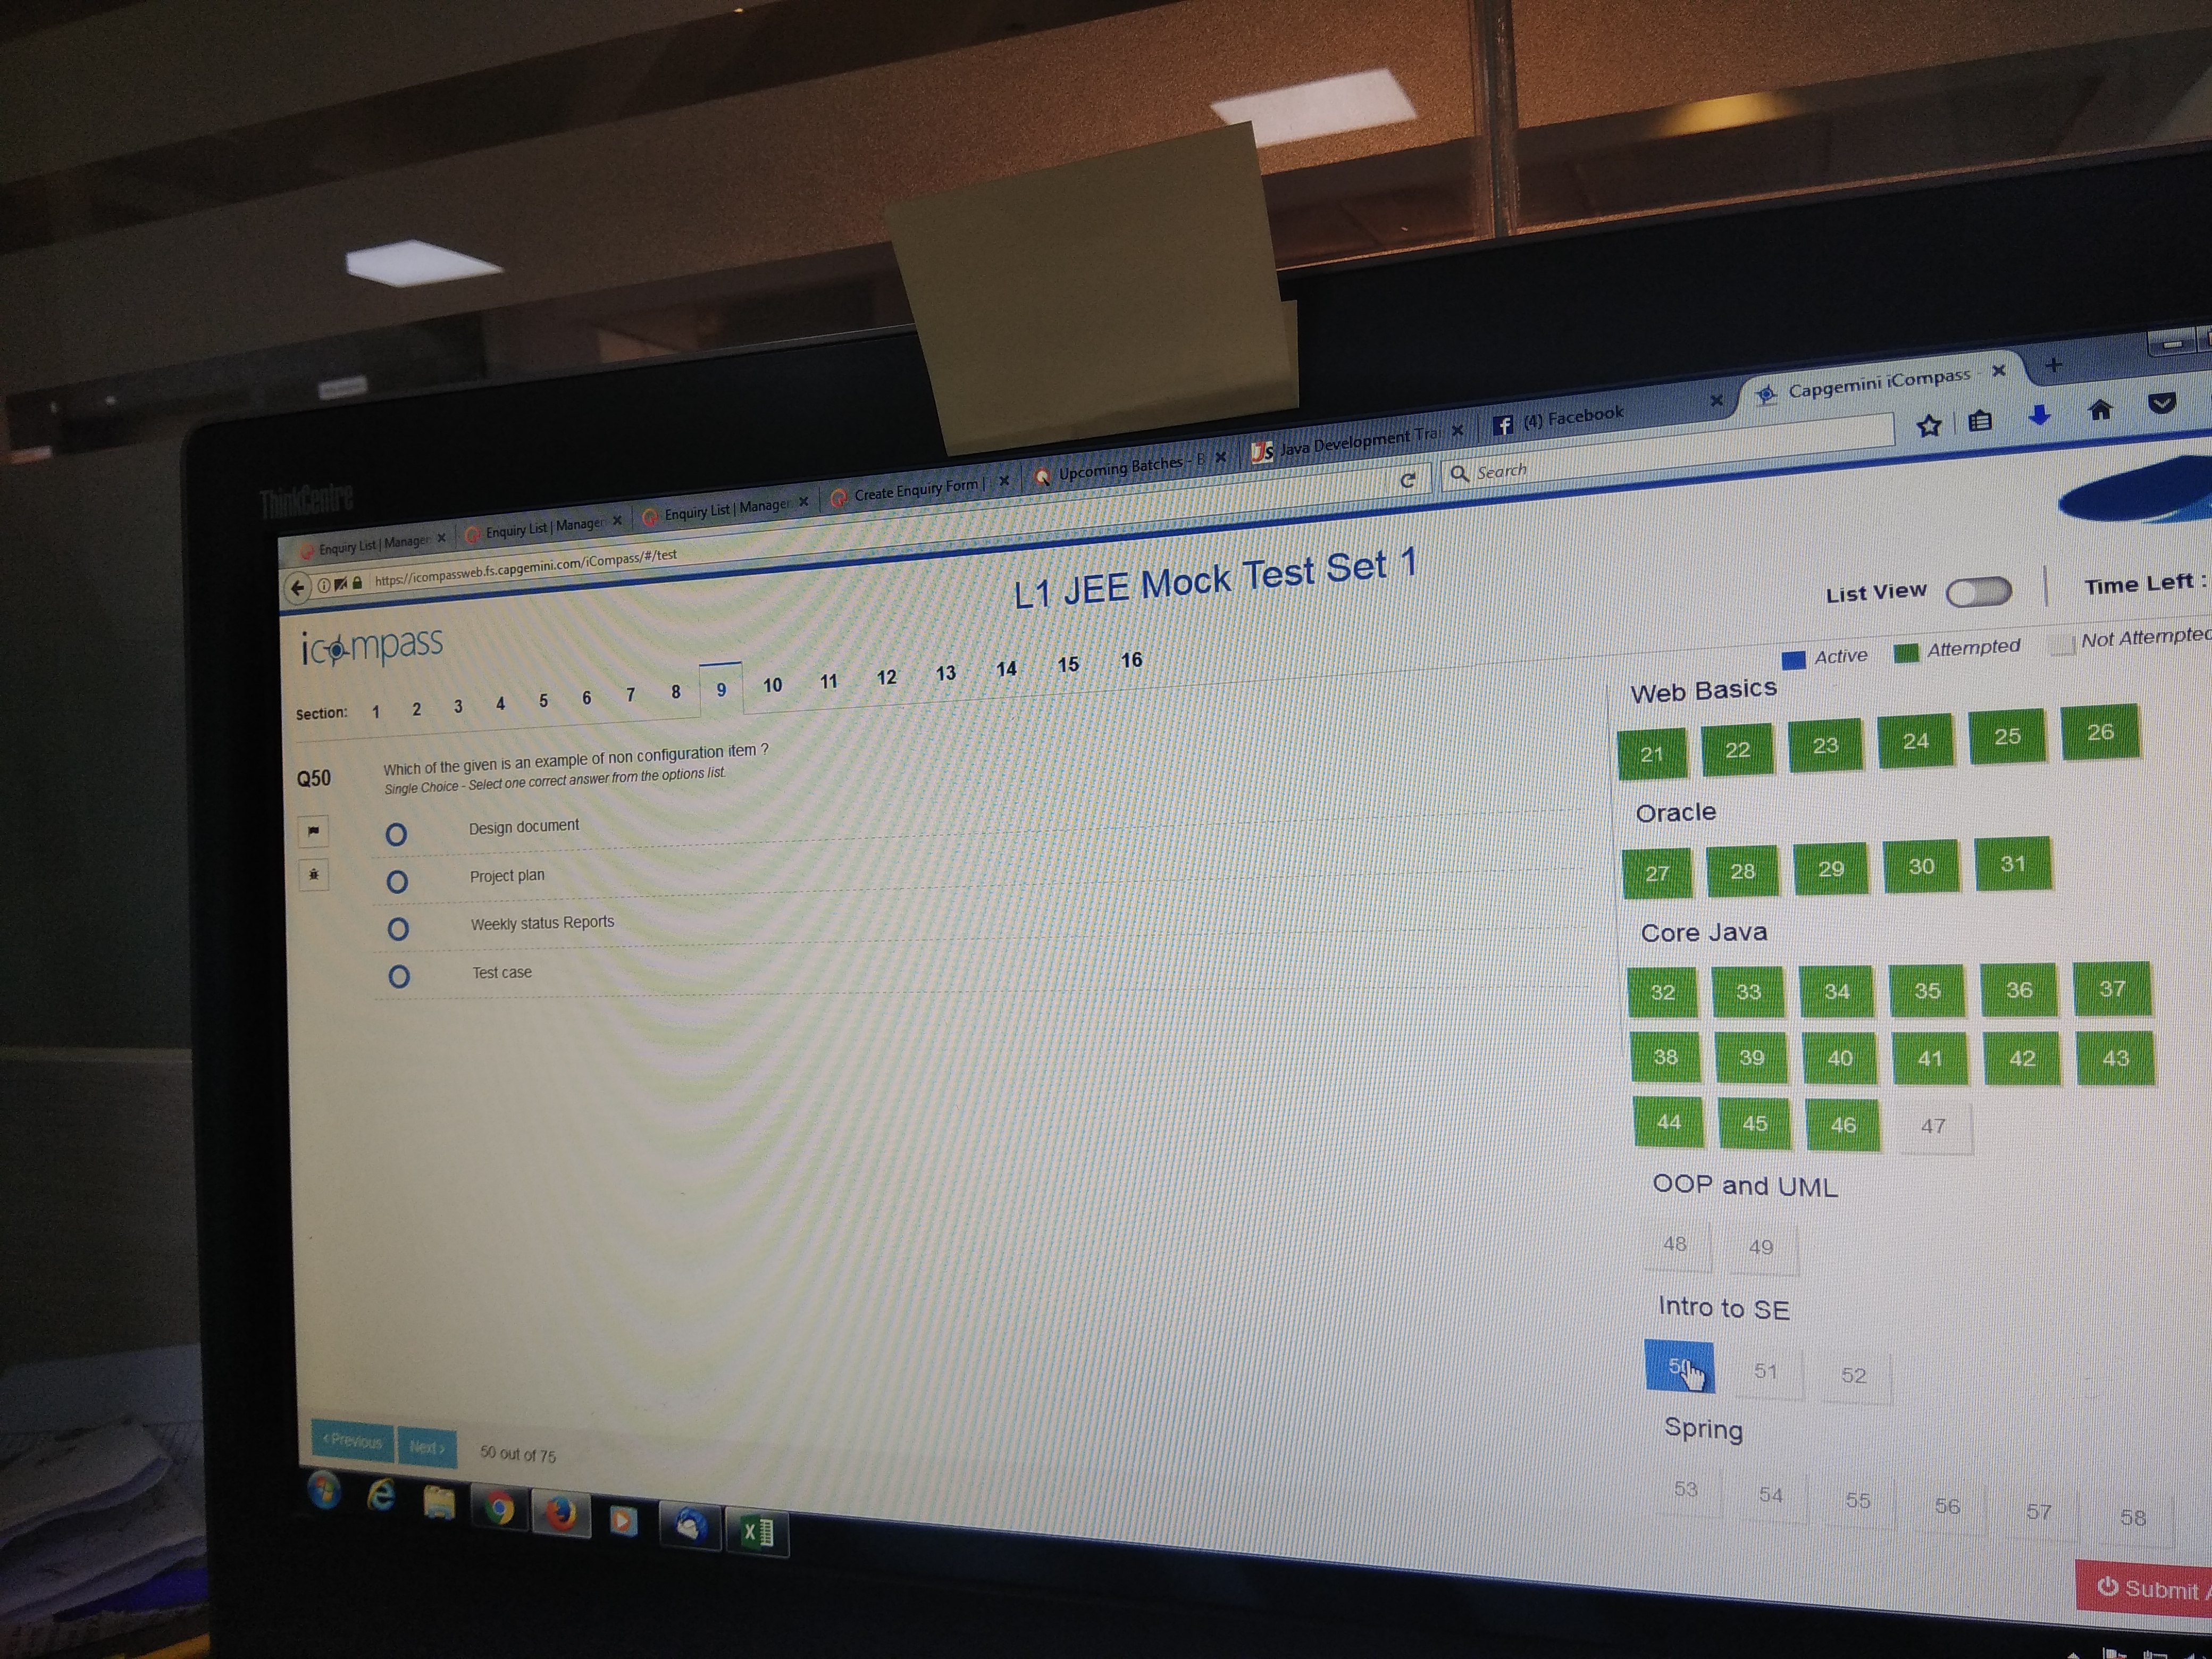 ThinkCentre
Enquiry List | Manager
Enquiry List | Manager
Enquiry List | Manager
Create Enquiry Form |
Upcoming Batches - B
Java Development Trai
(4) Facebook
Capgemini iCompass -
https://icompassweb.fs.capgemini.com/iCompass/#/test
Search
icompass
L1 JEE Mock Test Set 1
List View
Time Left :
Active
Attempted
Not Attempted
Section: 1 2 3 4 5 6 7 8 9 10 11 12 13 14 15 16
Q50
Which of the given is an example of non configuration item ?
Single Choice - Select one correct answer from the options list.
Design document
Project plan
Weekly status Reports
Test case
Web Basics
21 22 23 24 25 26
Oracle
27 28 29 30 31
Core Java
32 33 34 35 36 37
38 39 40 41 42 43
44 45 46 47
OOP and UML
48 49
Intro to SE
50 51 52
Spring
53 54 55 56 57 58
< Previous
Next >
50 out of 75
Submit